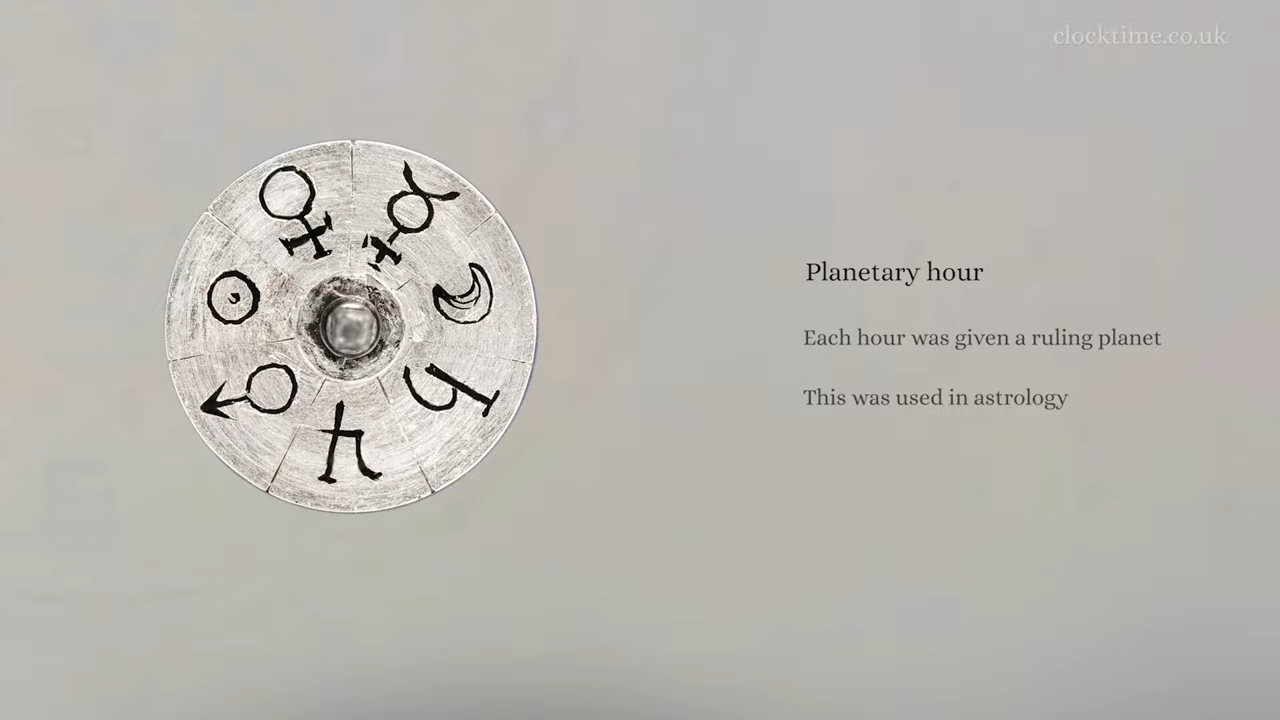 clocktime.co.uk
Planetary hour
Each hour was given a ruling planet
This was used in astrology